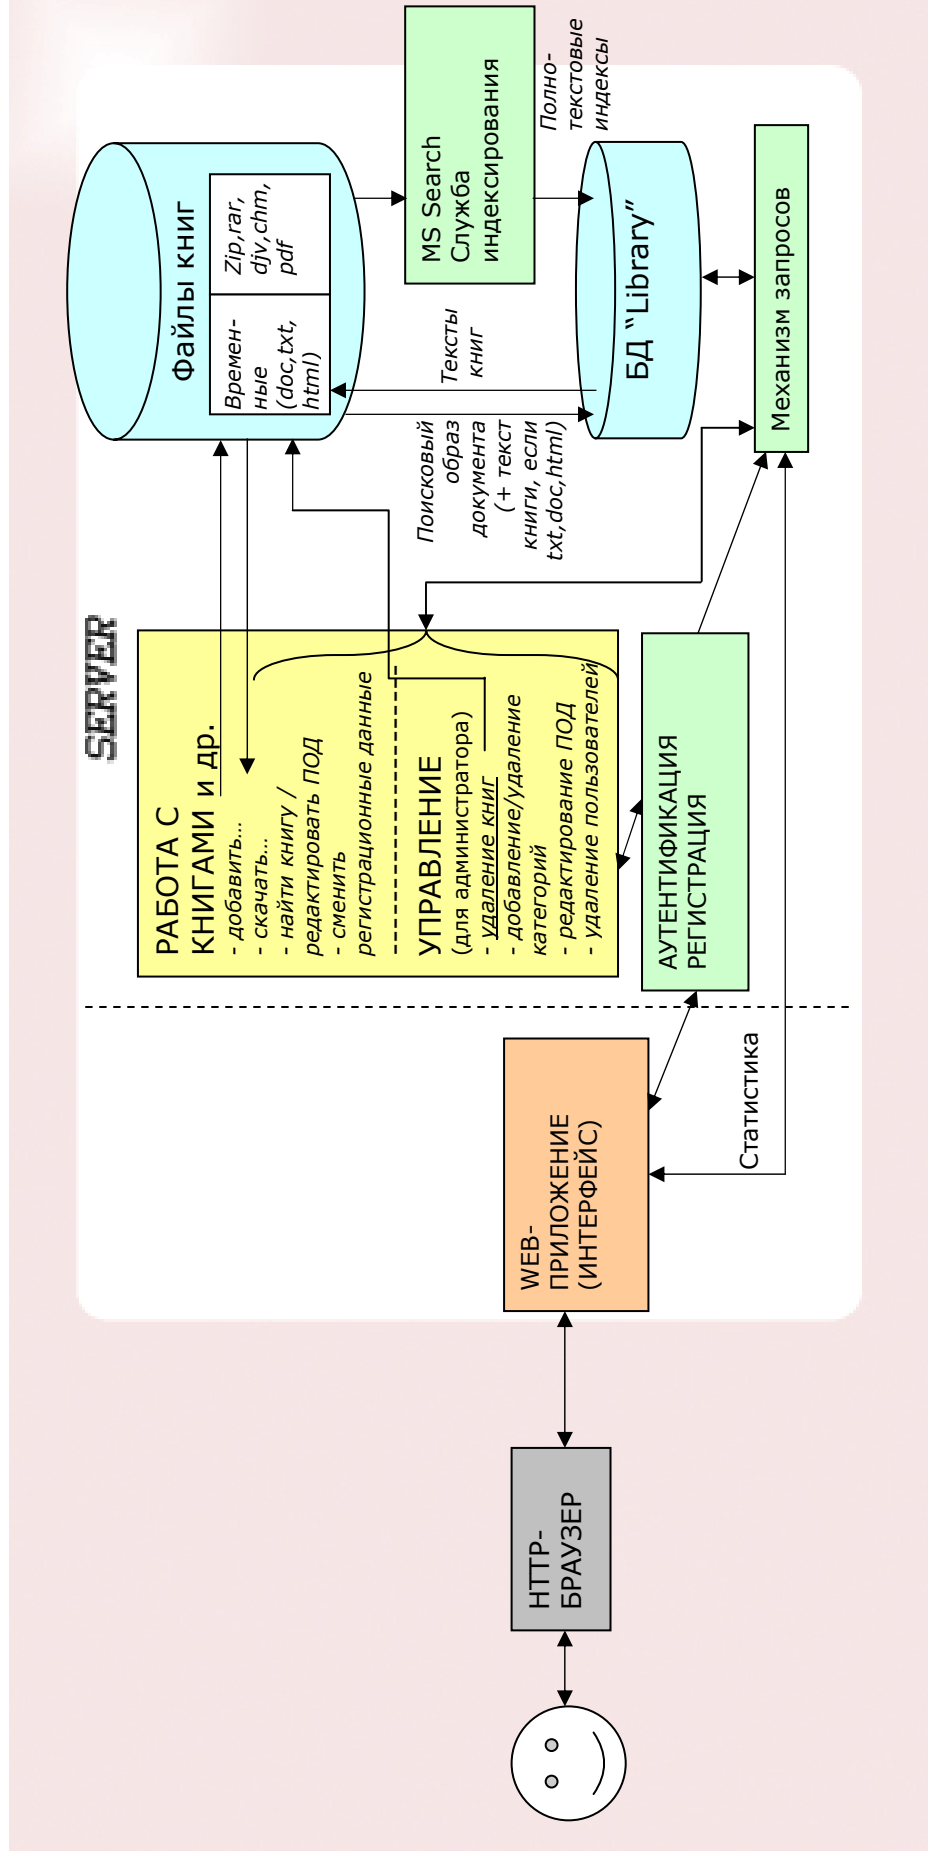 SERVER
HTTP-
БРАУЗЕР
WEB-
ПРИЛОЖЕНИЕ
(ИНТЕРФЕЙС)
Статистика
РАБОТА С
КНИГАМИ и др.
- добавить...
- скачать...
- найти книгу /
редактировать ПОД
- сменить
регистрационные данные
УПРАВЛЕНИЕ
(для администратора)
- удаление книг
- добавление/удаление
категорий
- редактирование ПОД
- удаление пользователей
АУТЕНТИФИКАЦИЯ
РЕГИСТРАЦИЯ
Файлы книг
Времен-
ные
(doc,txt,
html)
Zip,rar,
djv,chm,
pdf
Поисковый
образ
документа
(+ текст
книги, если
txt,doc,html)
Тексты
книг
MS Search
Служба
индексирования
Полно-
текстовые
индексы
БД “Library”
Механизм запросов